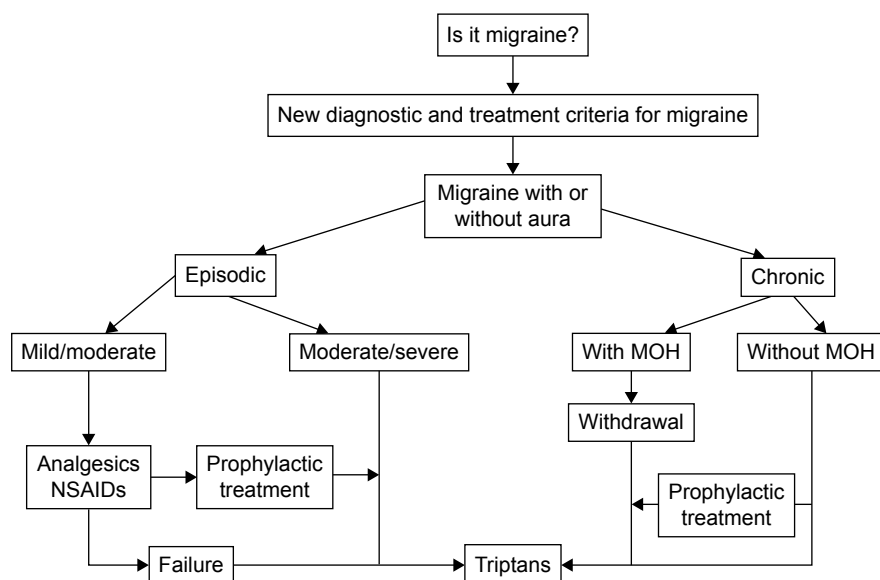 Is it migraine?
New diagnostic and treatment criteria for migraine
Migraine with or
without aura
Episodic
Chronic
Mild/moderate
Moderate/severe
With MOH
Without MOH
Withdrawal
Analgesics
NSAIDs
Prophylactic
treatment
Prophylactic
treatment
Failure
Triptans